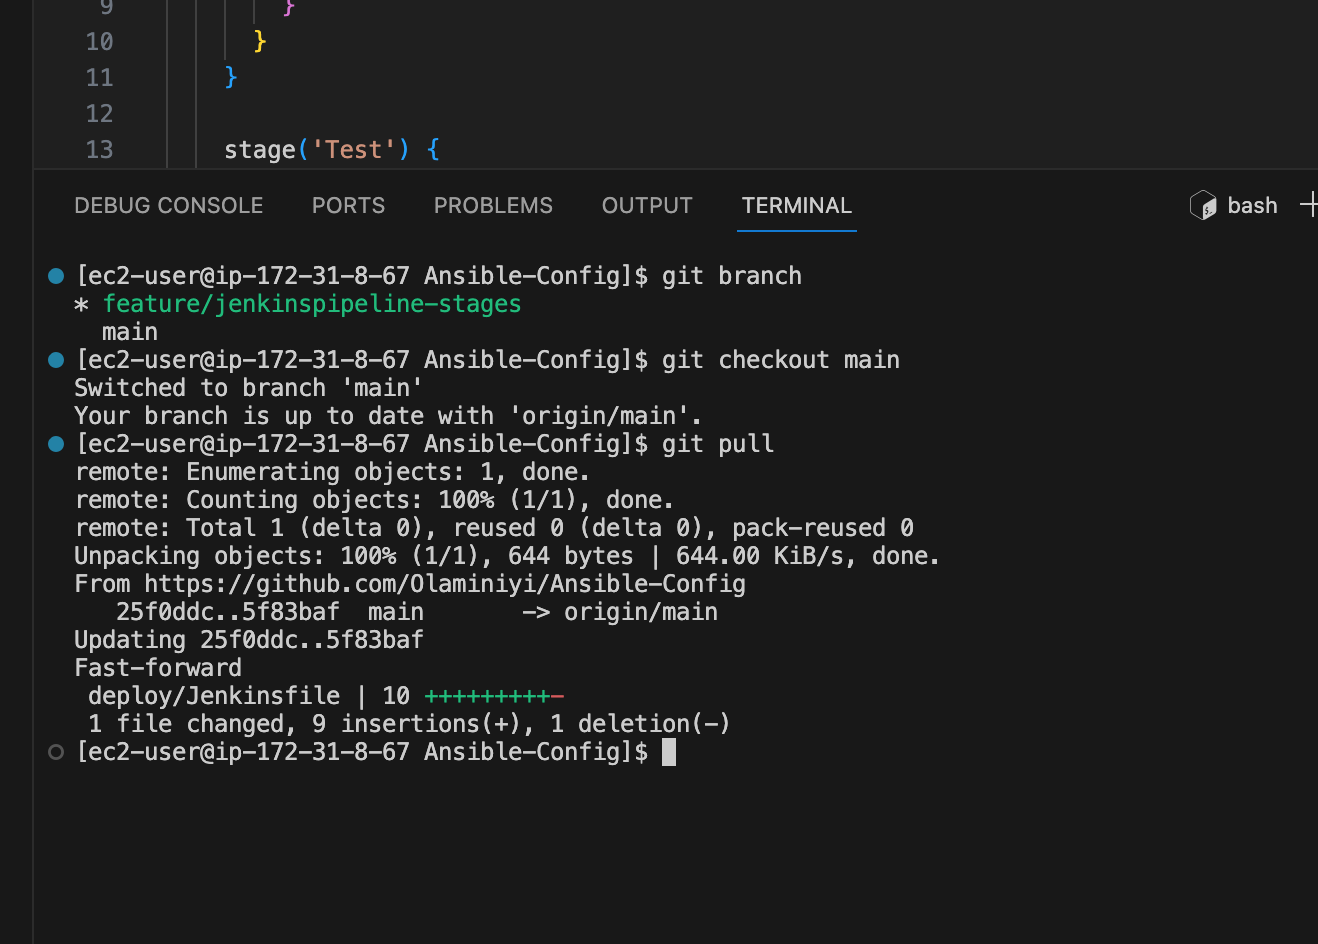 9 }
10 }
11 }
12
13 stage('Test') {
DEBUG CONSOLE PORTS PROBLEMS OUTPUT TERMINAL bash
[ec2-user@ip-172-31-8-67 Ansible-Config]$ git branch
* feature/jenkinspipeline-stages
main
[ec2-user@ip-172-31-8-67 Ansible-Config]$ git checkout main
Switched to branch 'main'
Your branch is up to date with 'origin/main'.
[ec2-user@ip-172-31-8-67 Ansible-Config]$ git pull
remote: Enumerating objects: 1, done.
remote: Counting objects: 100% (1/1), done.
remote: Total 1 (delta 0), reused 0 (delta 0), pack-reused 0
Unpacking objects: 100% (1/1), 644 bytes | 644.00 KiB/s, done.
From https://github.com/Olaminiyi/Ansible-Config
25f0ddc..5f83baf main -> origin/main
Updating 25f0ddc..5f83baf
Fast-forward
deploy/Jenkinsfile | 10 +++++++++-
1 file changed, 9 insertions(+), 1 deletion(-)
[ec2-user@ip-172-31-8-67 Ansible-Config]$